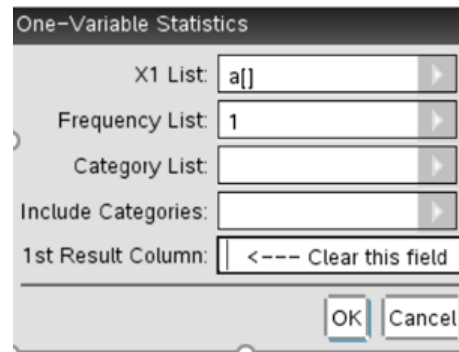 One-Variable Statistics
X1 List: a[]
Frequency List: 1
Category List:
Include Categories:
1st Result Column: <--- Clear this field
OK Cancel